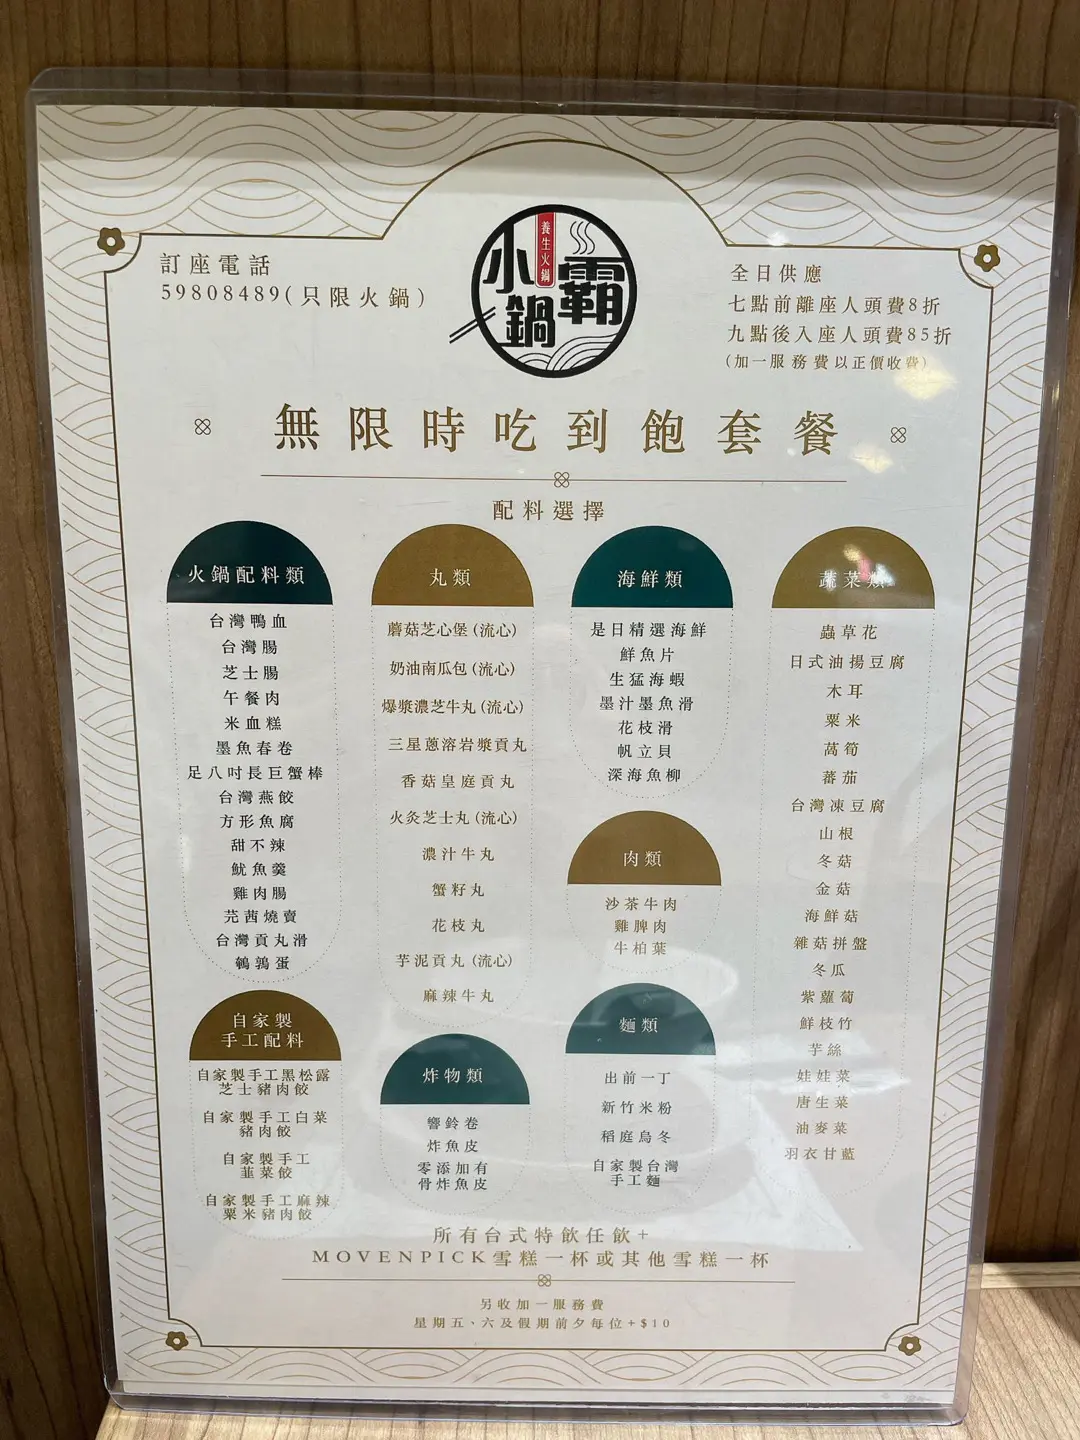 訂座電話
59808489(只限火鍋)
養生火鍋
小鍋霸
全日供應
七點前離座人頭費8折
九點後入座人頭費85折
(加一服務費以正價收費)
無限時吃到飽套餐
配料選擇
火鍋配料類
台灣鴨血
台灣腸
芝士腸
午餐肉
米血糕
墨魚春卷
足八吋長巨蟹棒
台灣燕餃
方形魚腐
甜不辣
魷魚羹
雞肉腸
芫茜燒賣
台灣貢丸滑
鵪鶉蛋
自家製
手工配料
自家製手工黑松露
芝士豬肉餃
自家製手工白菜
豬肉餃
自家製手工
韮菜餃
自家製手工麻辣
粟米豬肉餃
丸類
蘑菇芝心堡(流心)
奶油南瓜包(流心)
爆漿濃芝牛丸(流心)
三星蔥溶岩漿貢丸
香菇皇庭貢丸
火灸芝士丸(流心)
濃汁牛丸
蟹籽丸
花枝丸
芋泥貢丸(流心)
麻辣牛丸
炸物類
響鈴卷
炸魚皮
零添加有
骨炸魚皮
海鮮類
是日精選海鮮
鮮魚片
生猛海蝦
墨汁墨魚滑
花枝滑
帆立貝
深海魚柳
肉類
沙茶牛肉
雞脾肉
牛柏葉
麵類
出前一丁
新竹米粉
稻庭烏冬
自家製台灣
手工麵
蔬菜類
蟲草花
日式油揚豆腐
木耳
粟米
萵筍
蕃茄
台灣凍豆腐
山根
冬菇
金菇
海鮮菇
雜菇拼盤
冬瓜
紫蘿蔔
鮮枝竹
芋絲
娃娃菜
唐生菜
油麥菜
羽衣甘藍
所有台式特飲任飲+
MOVENPICK雪糕一杯或其他雪糕一杯
另收加一服務費
星期五、六及假期前夕每位+$10